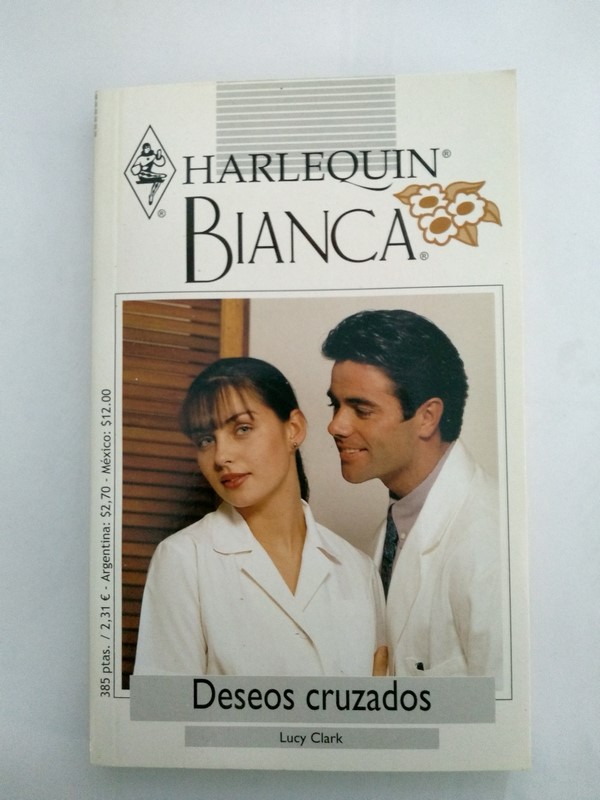 HARLEQUIN®
BIANCA®
®
385 ptas. / 2,31 € - Argentina: $2,70 - México: $12.00
Deseos cruzados
Lucy Clark